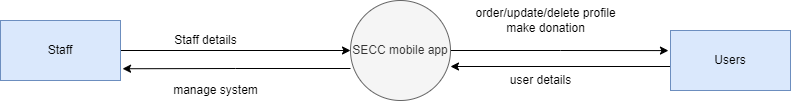 order/update/delete profile
make donation
Staff details
Staff
SECC mobile app
Users
manage system
user details